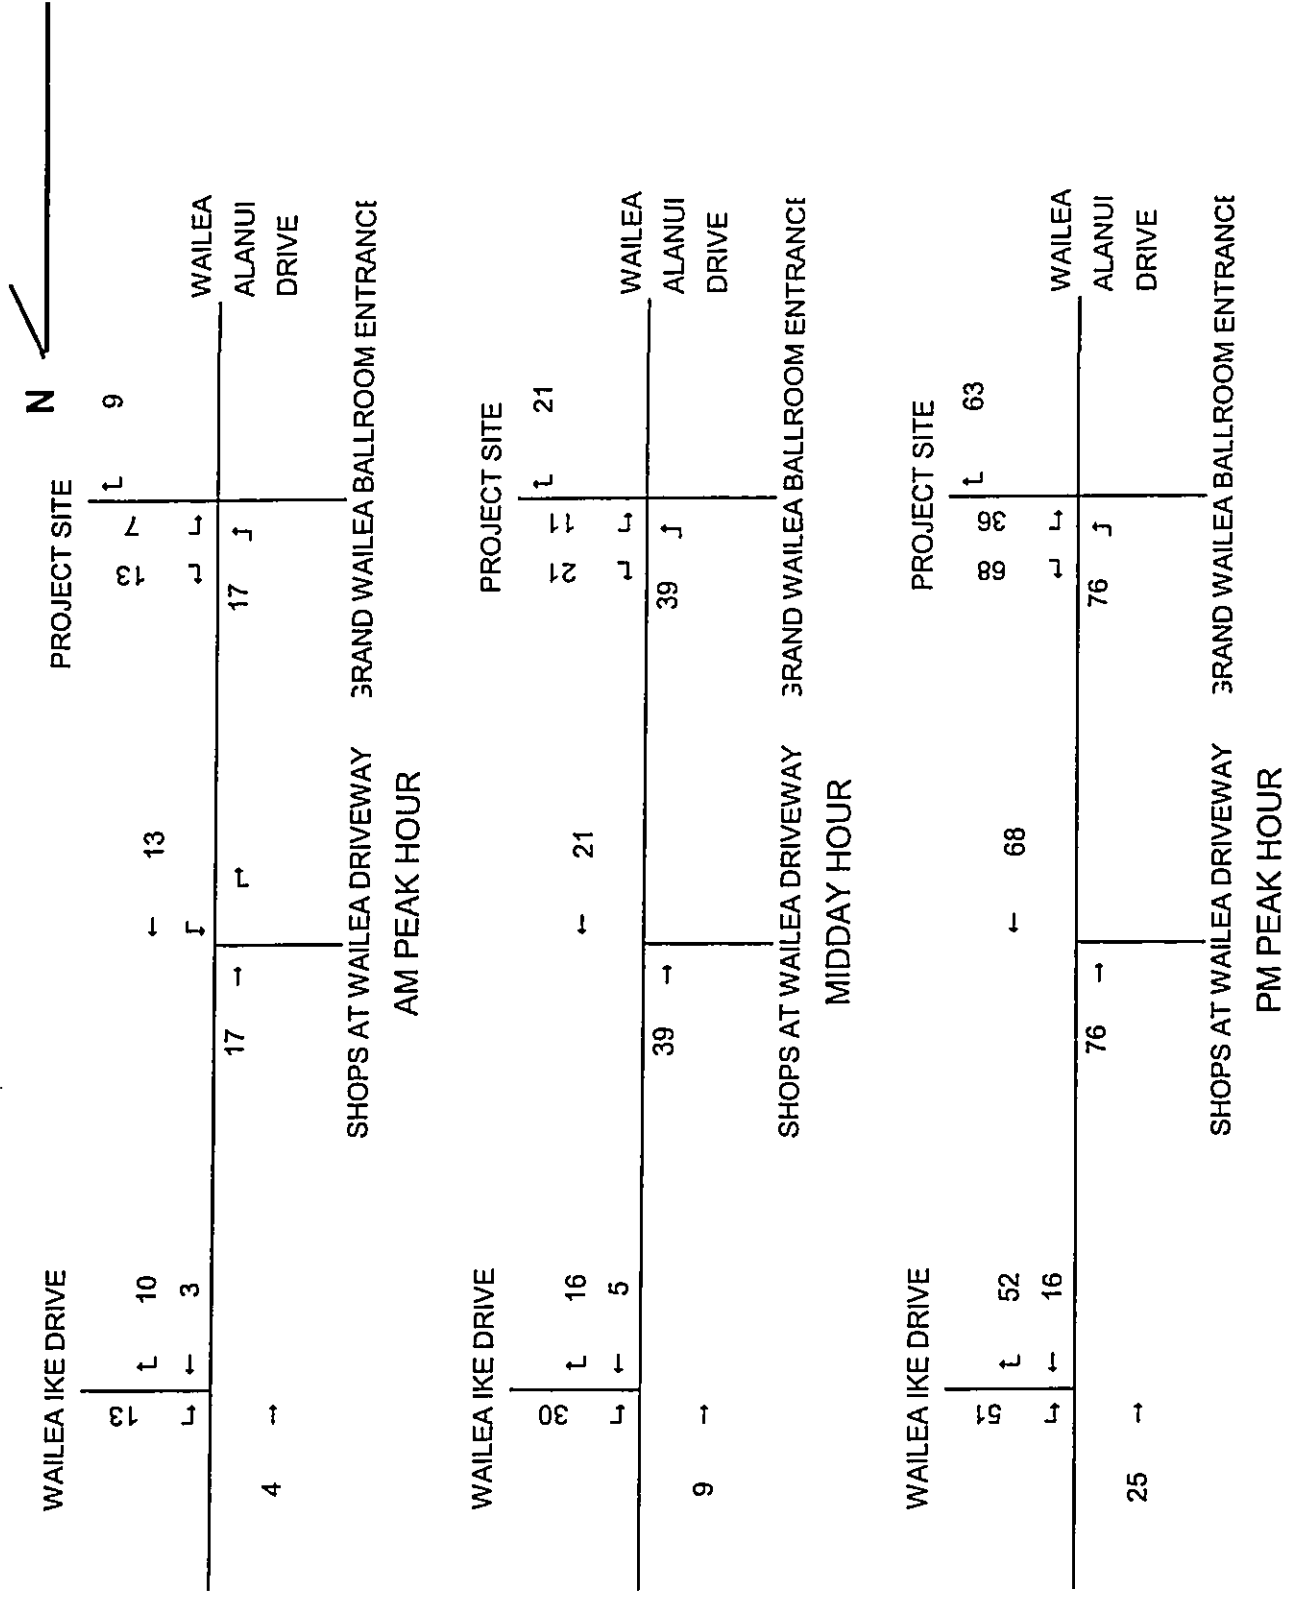 N
WAILEA IKE DRIVE
PROJECT SITE
13
10
3
4
13
17
13
7
9
17
WAILEA
ALANUI
DRIVE
SHOPS AT WAILEA DRIVEWAY
GRAND WAILEA BALLROOM ENTRANCE
AM PEAK HOUR
WAILEA IKE DRIVE
PROJECT SITE
30
16
5
9
21
39
21
11
21
39
WAILEA
ALANUI
DRIVE
SHOPS AT WAILEA DRIVEWAY
GRAND WAILEA BALLROOM ENTRANCE
MIDDAY HOUR
WAILEA IKE DRIVE
PROJECT SITE
51
52
16
25
68
76
68
36
63
76
WAILEA
ALANUI
DRIVE
SHOPS AT WAILEA DRIVEWAY
GRAND WAILEA BALLROOM ENTRANCE
PM PEAK HOUR